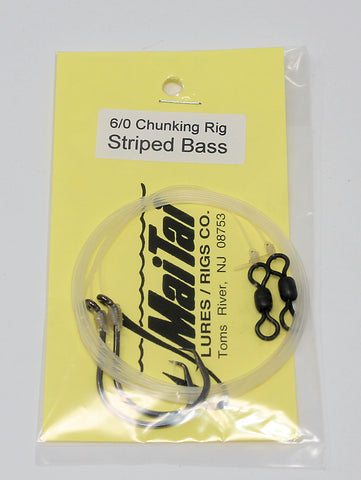 6/0 Chunking Rig
Striped Bass
MaiTai
LURES / RIGS CO.
Toms River, NJ 08753